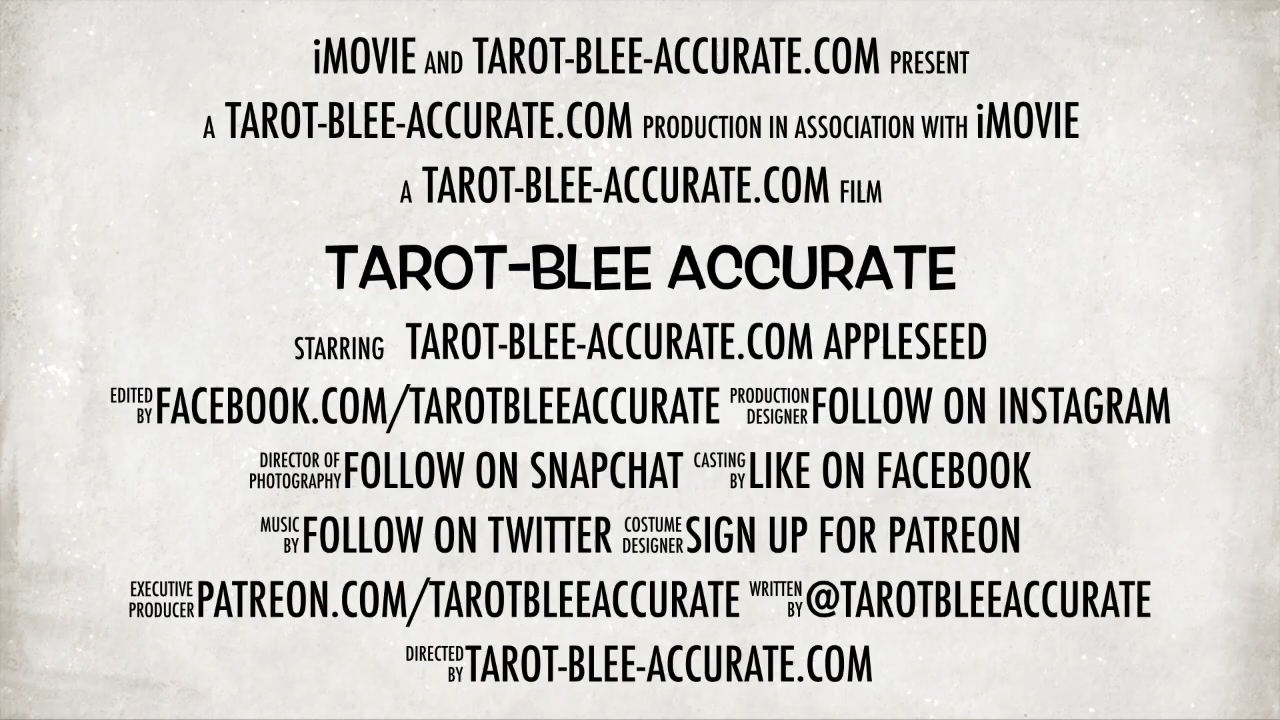 iMOVIE AND TAROT-BLEE-ACCURATE.COM PRESENT
A TAROT-BLEE-ACCURATE.COM PRODUCTION IN ASSOCIATION WITH iMOVIE
A TAROT-BLEE-ACCURATE.COM FILM
TAROT-BLEE ACCURATE
STARRING TAROT-BLEE-ACCURATE.COM APPLESEED
EDITED BY FACEBOOK.COM/TAROTBLEEACCURATE PRODUCTION DESIGNER FOLLOW ON INSTAGRAM
DIRECTOR OF PHOTOGRAPHY FOLLOW ON SNAPCHAT CASTING BY LIKE ON FACEBOOK
MUSIC BY FOLLOW ON TWITTER COSTUME DESIGNER SIGN UP FOR PATREON
EXECUTIVE PRODUCER PATREON.COM/TAROTBLEEACCURATE WRITTEN BY @TAROTBLEEACCURATE
DIRECTED BY TAROT-BLEE-ACCURATE.COM